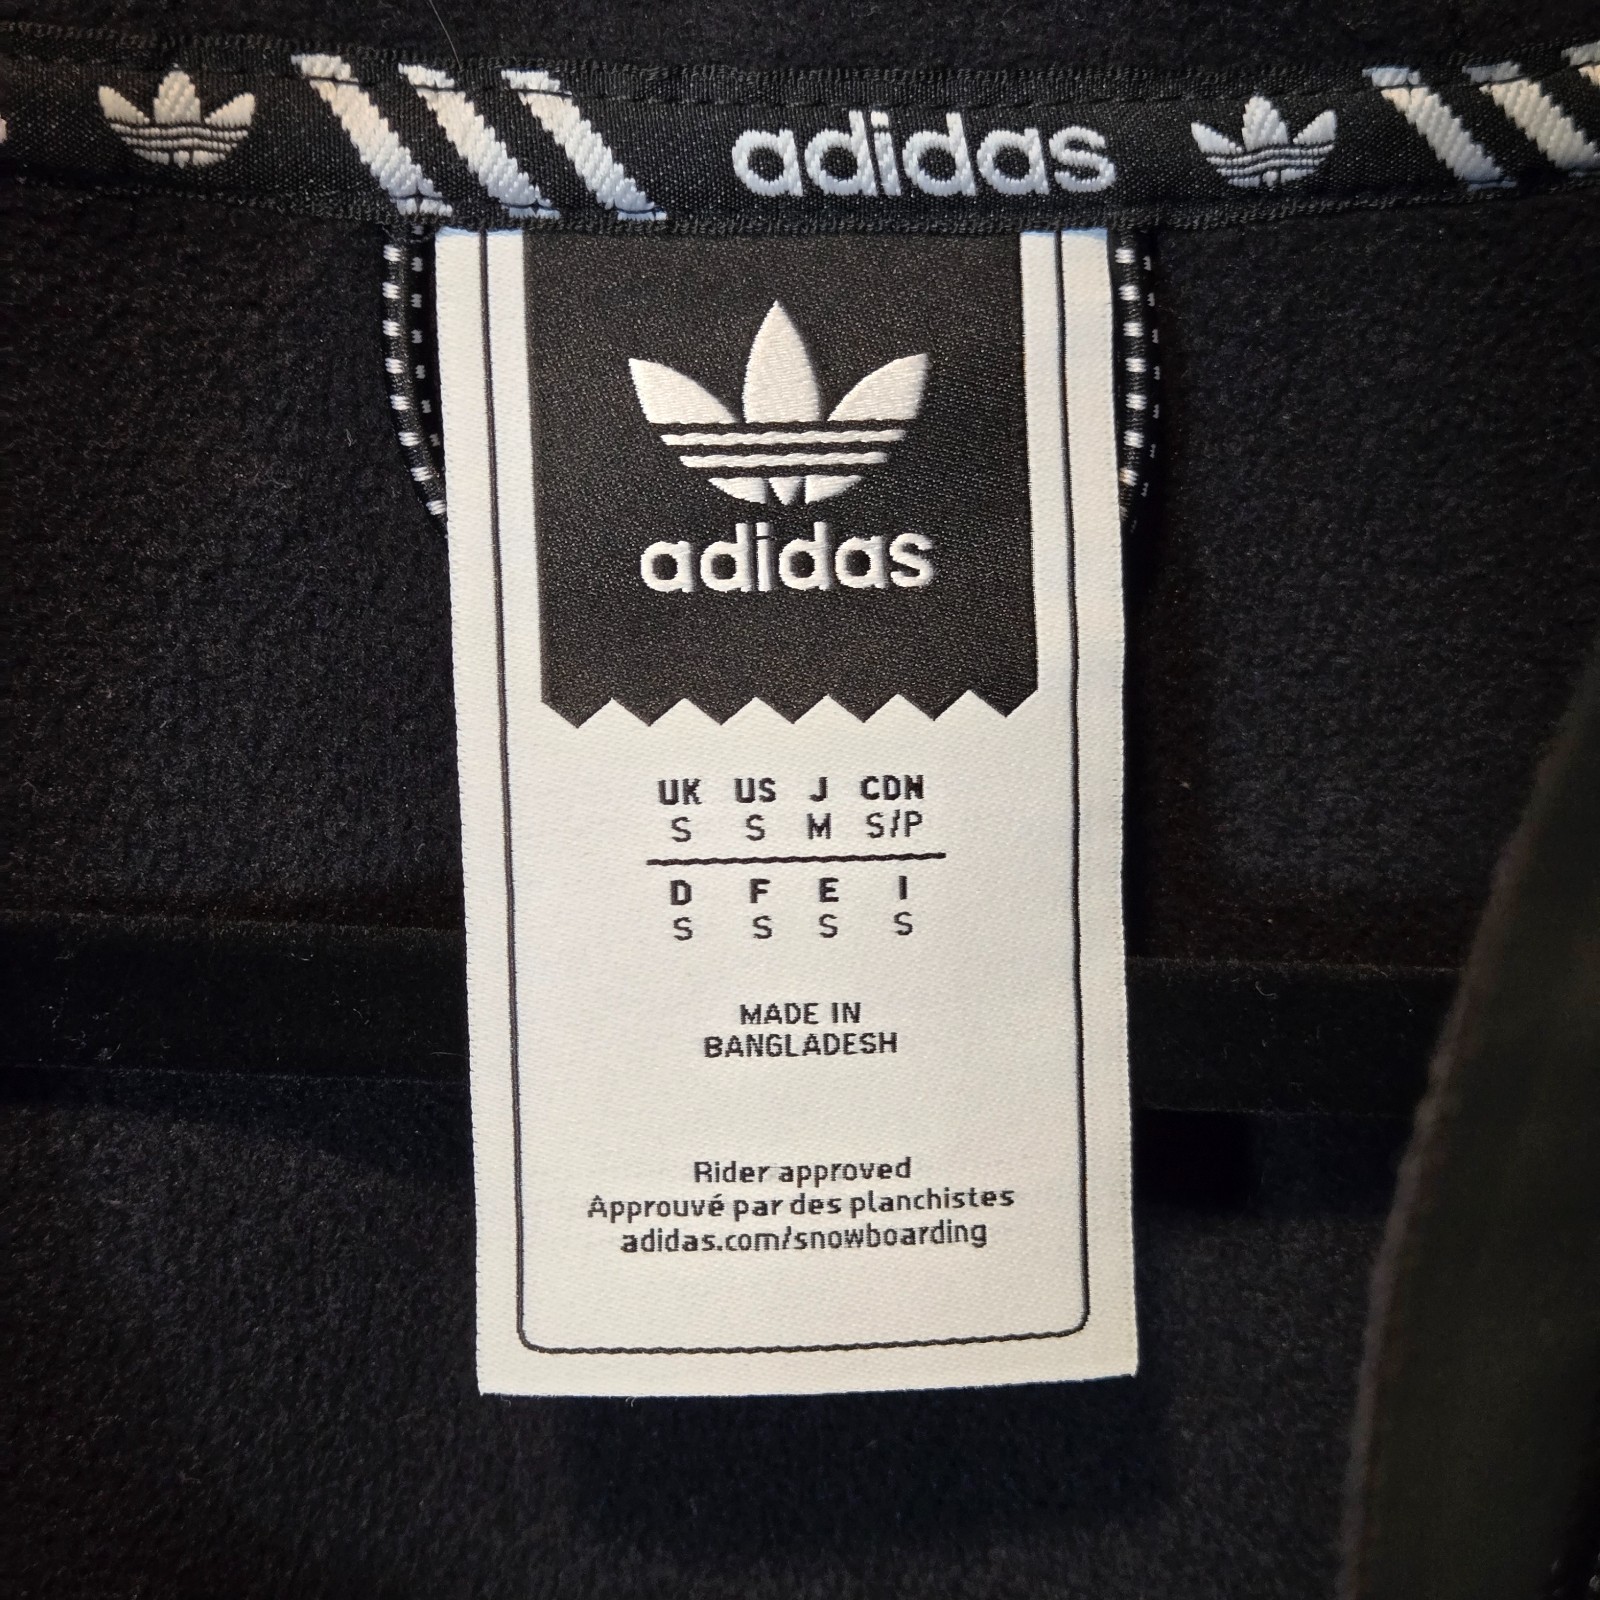 adidas
adidas
UK US J CDN
S S M S/P
D F E I
S S S S
MADE IN
BANGLADESH
Rider approved
Approuvé par des planchistes
adidas.com/snowboarding